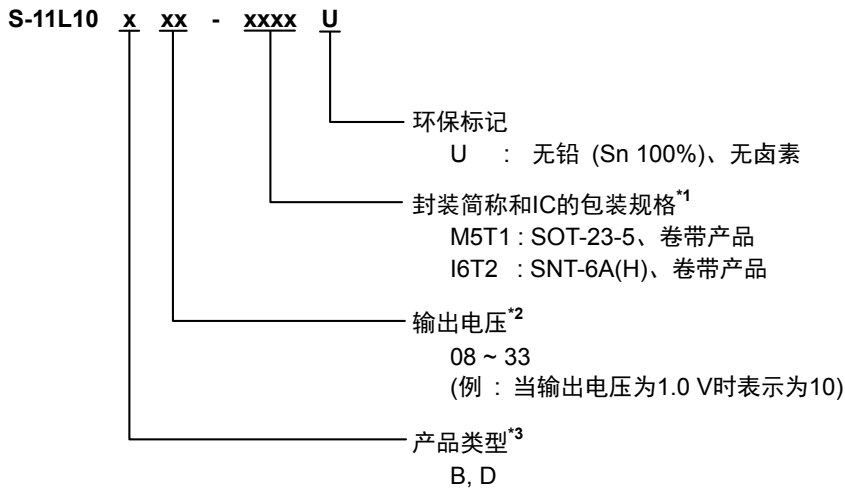 S-11L10 x xx - xxxx U
环保标记
U : 无铅 (Sn 100%)、无卤素
封装简称和IC的包装规格*1
M5T1 : SOT-23-5、卷带产品
I6T2 : SNT-6A(H)、卷带产品
输出电压*2
08 ~ 33
(例 : 当输出电压为1.0 V时表示为10)
产品类型*3
B, D